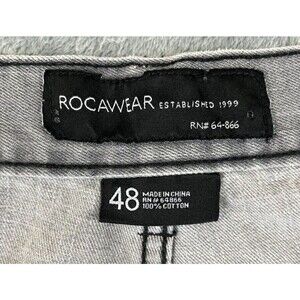 ROCAWEAR ESTABLISHED 1999
RN# 64-866
48
MADE IN CHINA
RN# 64866
100% COTTON